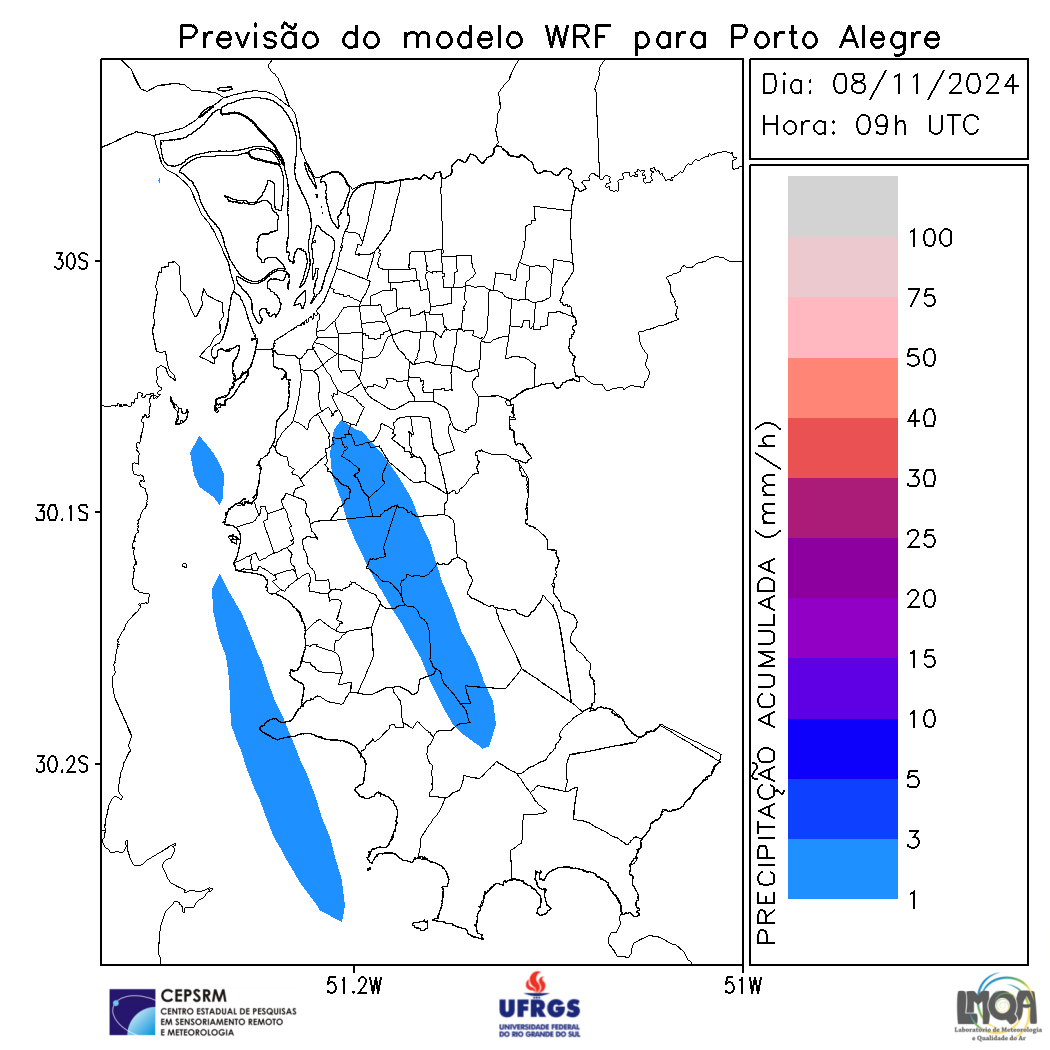 Previsão do modelo WRF para Porto Alegre
Dia: 08/11/2024
Hora: 09h UTC
30S
30.1S
30.2S
51.2W
51W
PRECIPITAÇÃO ACUMULADA (mm/h)
100
75
50
40
30
25
20
15
10
5
3
1
CEPSRM
CENTRO ESTADUAL DE PESQUISAS
EM SENSORIAMENTO REMOTO
E METEOROLOGIA
UFRGS
UNIVERSIDADE FEDERAL
DO RIO GRANDE DO SUL
LMQA
Laboratório de Meteorologia
e Qualidade do Ar